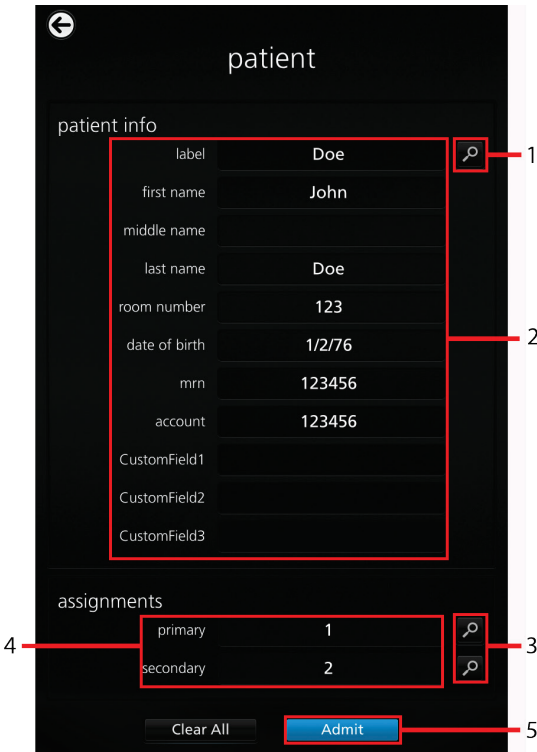 patient
patient info
label Doe 1
first name John
middle name
last name Doe
room number 123
date of birth 1/2/76 2
mrn 123456
account 123456
CustomField1
CustomField2
CustomField3
assignments
primary 1
4 3
secondary 2
Clear All Admit 5